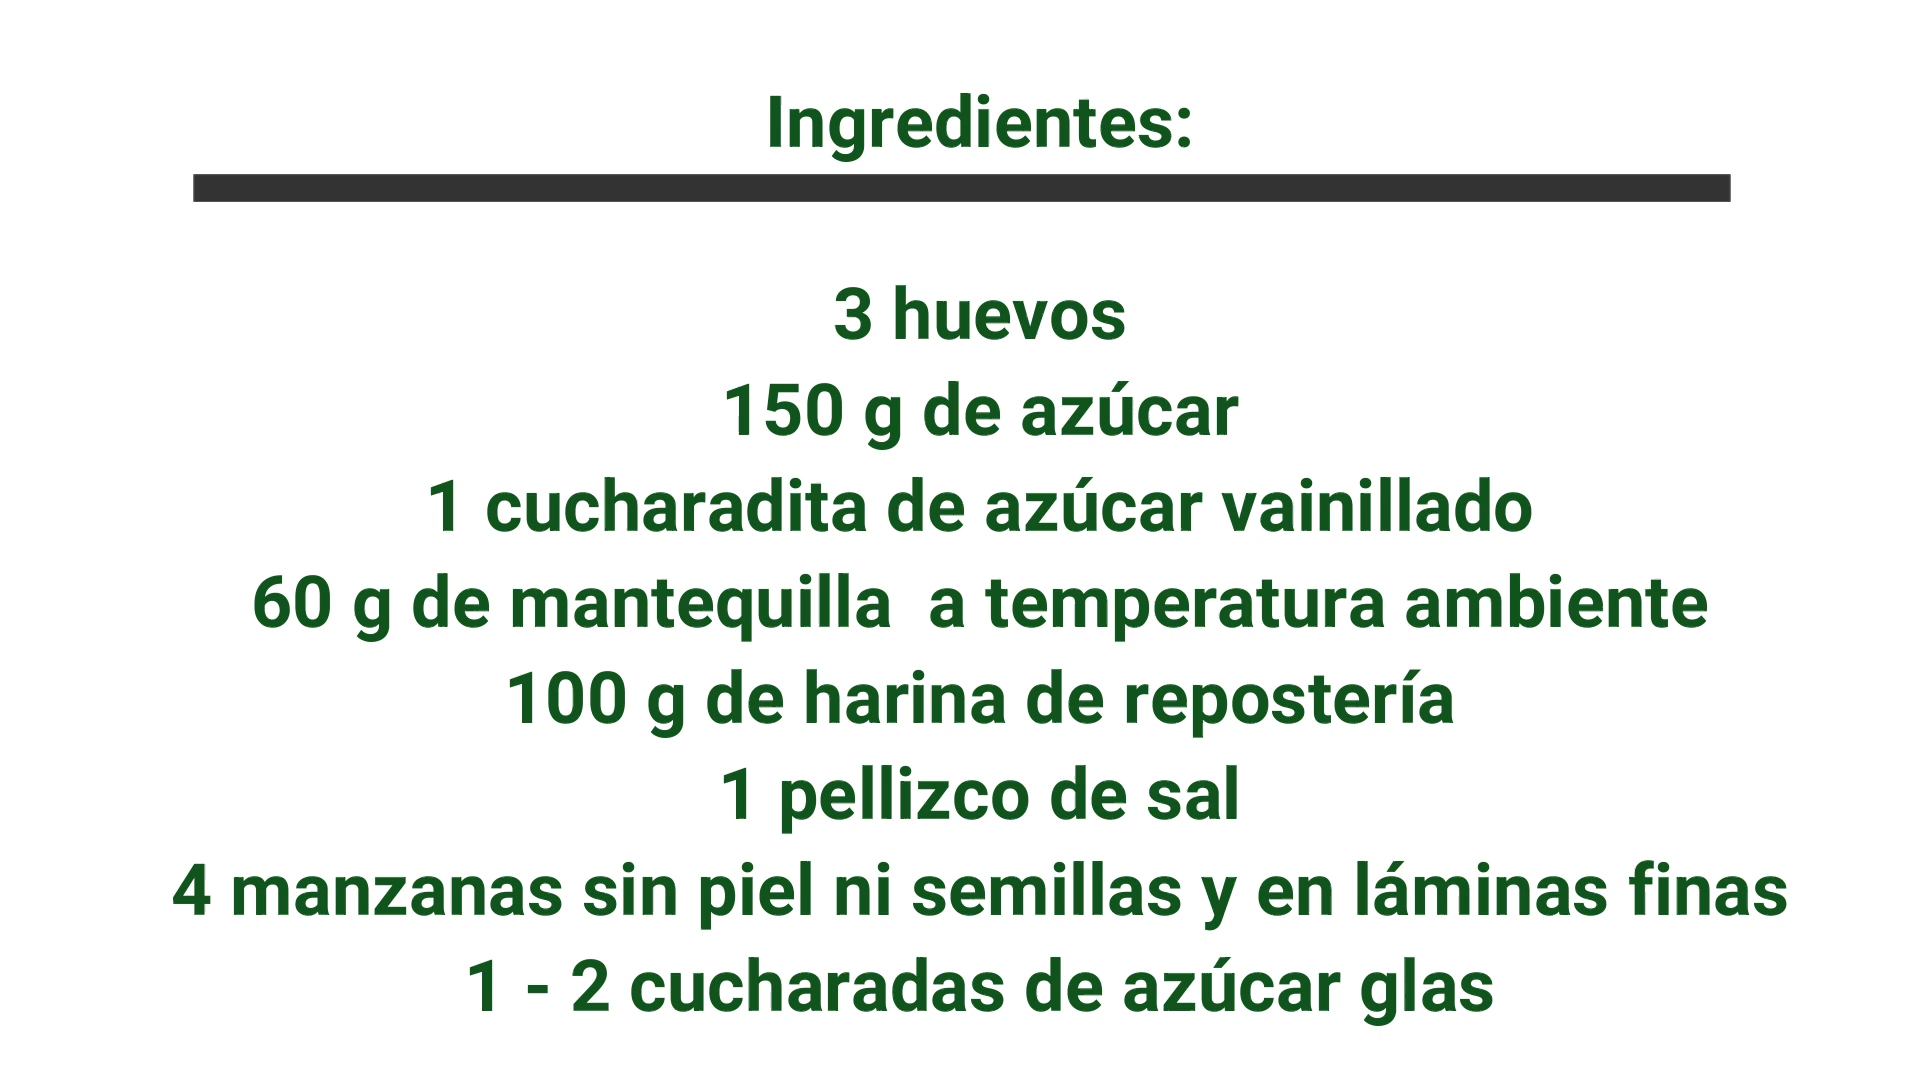 Ingredientes:
3 huevos
150 g de azúcar
1 cucharadita de azúcar vainillado
60 g de mantequilla  a temperatura ambiente
100 g de harina de repostería
1 pellizco de sal
4 manzanas sin piel ni semillas y en láminas finas
1 - 2 cucharadas de azúcar glas